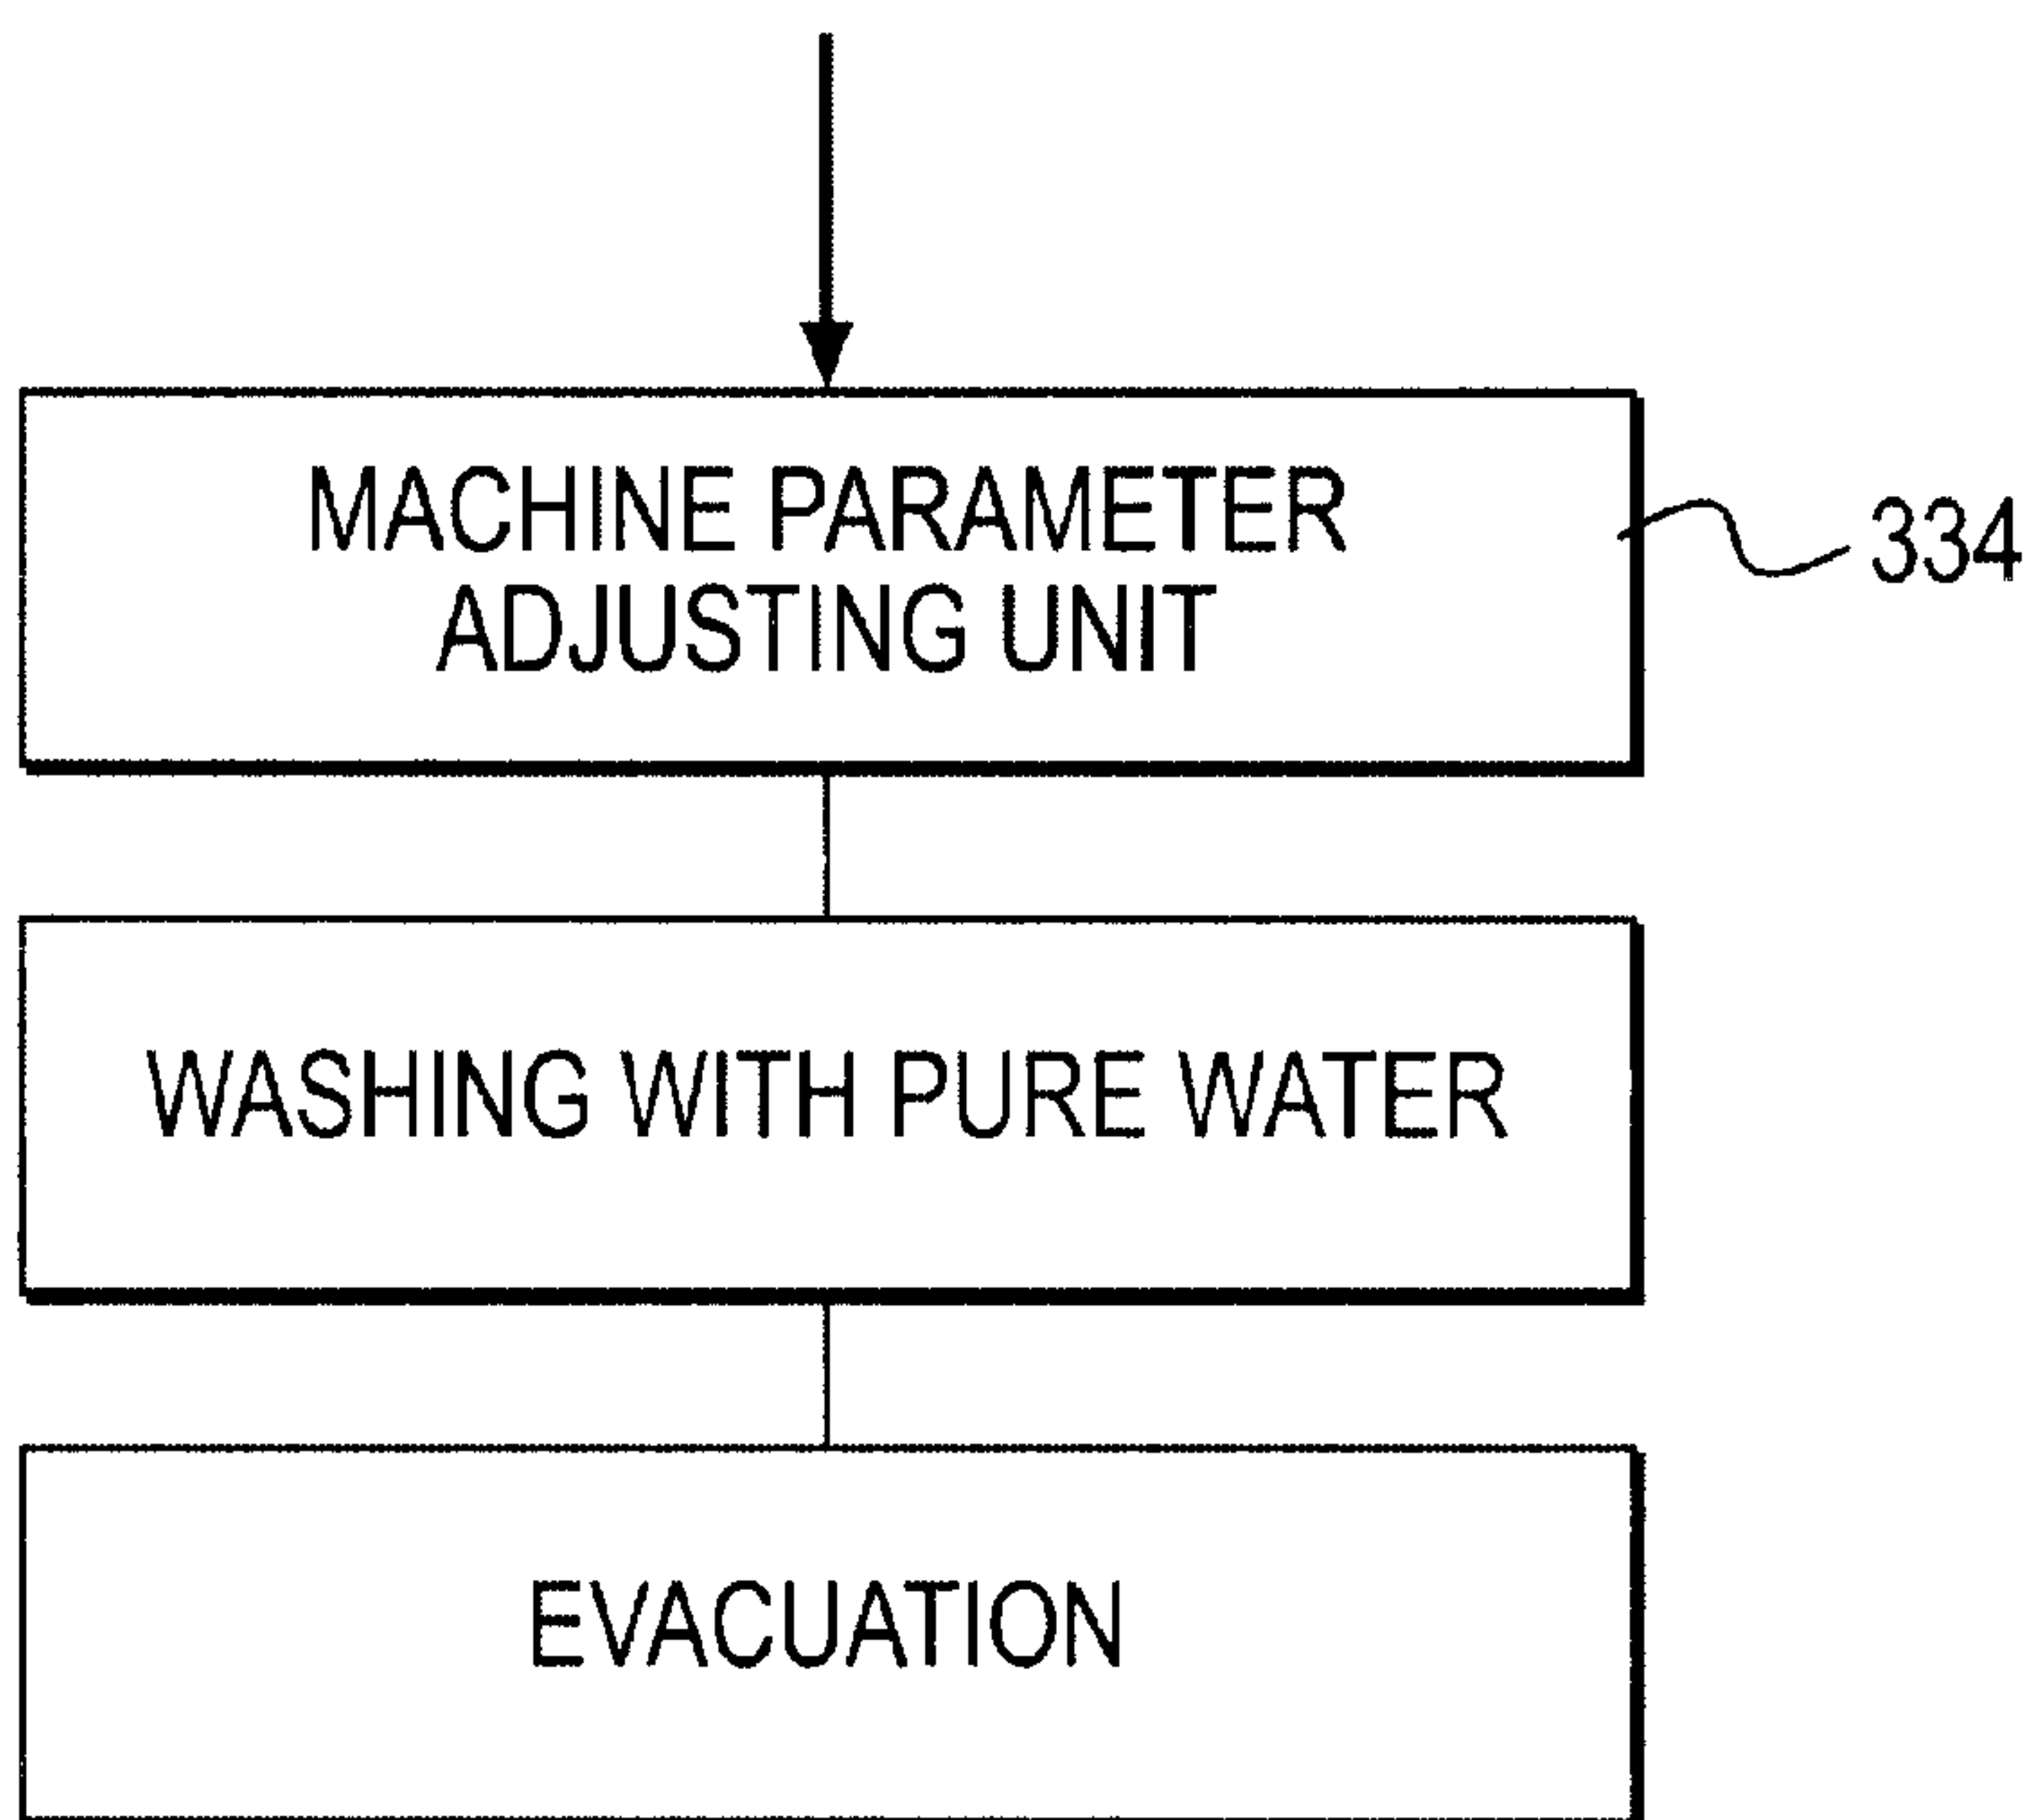 MACHINE PARAMETER
ADJUSTING UNIT
334
WASHING WITH PURE WATER
EVACUATION